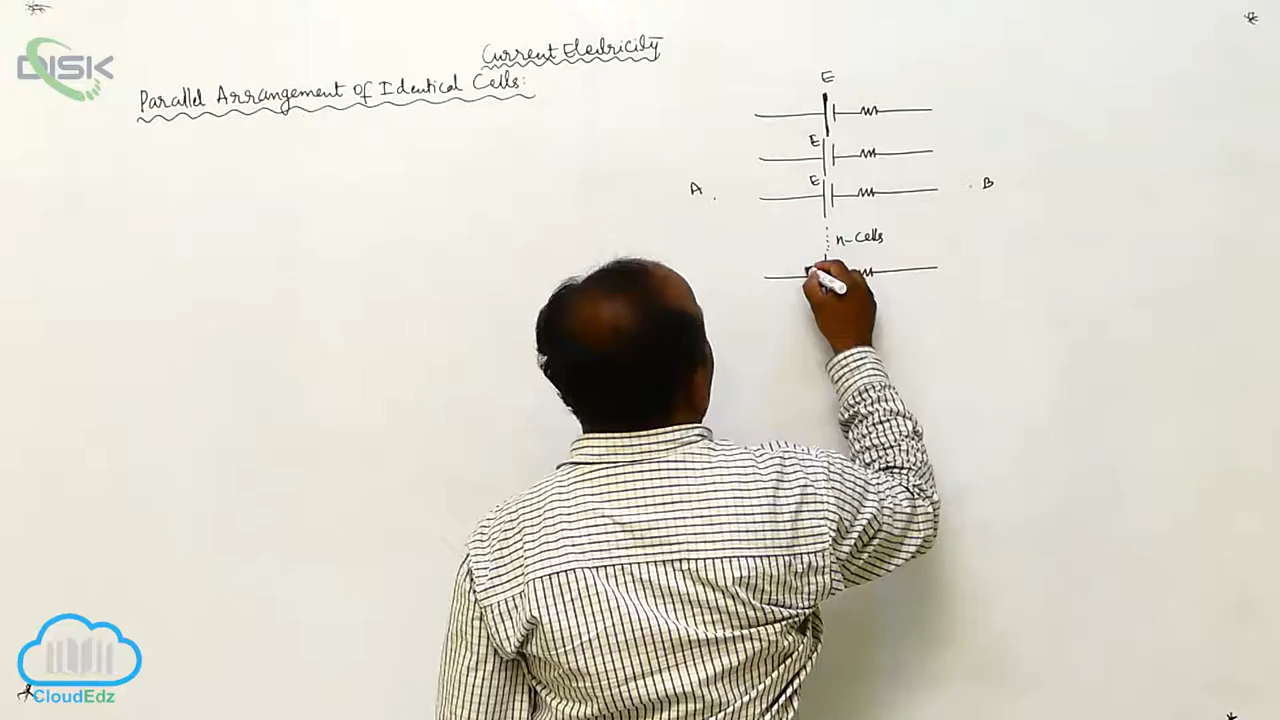 DISK
Current Electricity
Parallel Arrangement of Identical Cells:
E
E
E
A
B
n-cells
CloudEdz